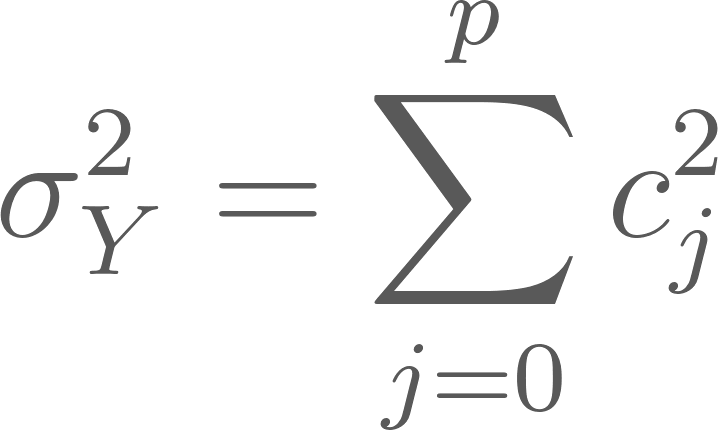 σ_Y^2 = \sum_{j=0}^{p} c_j^2